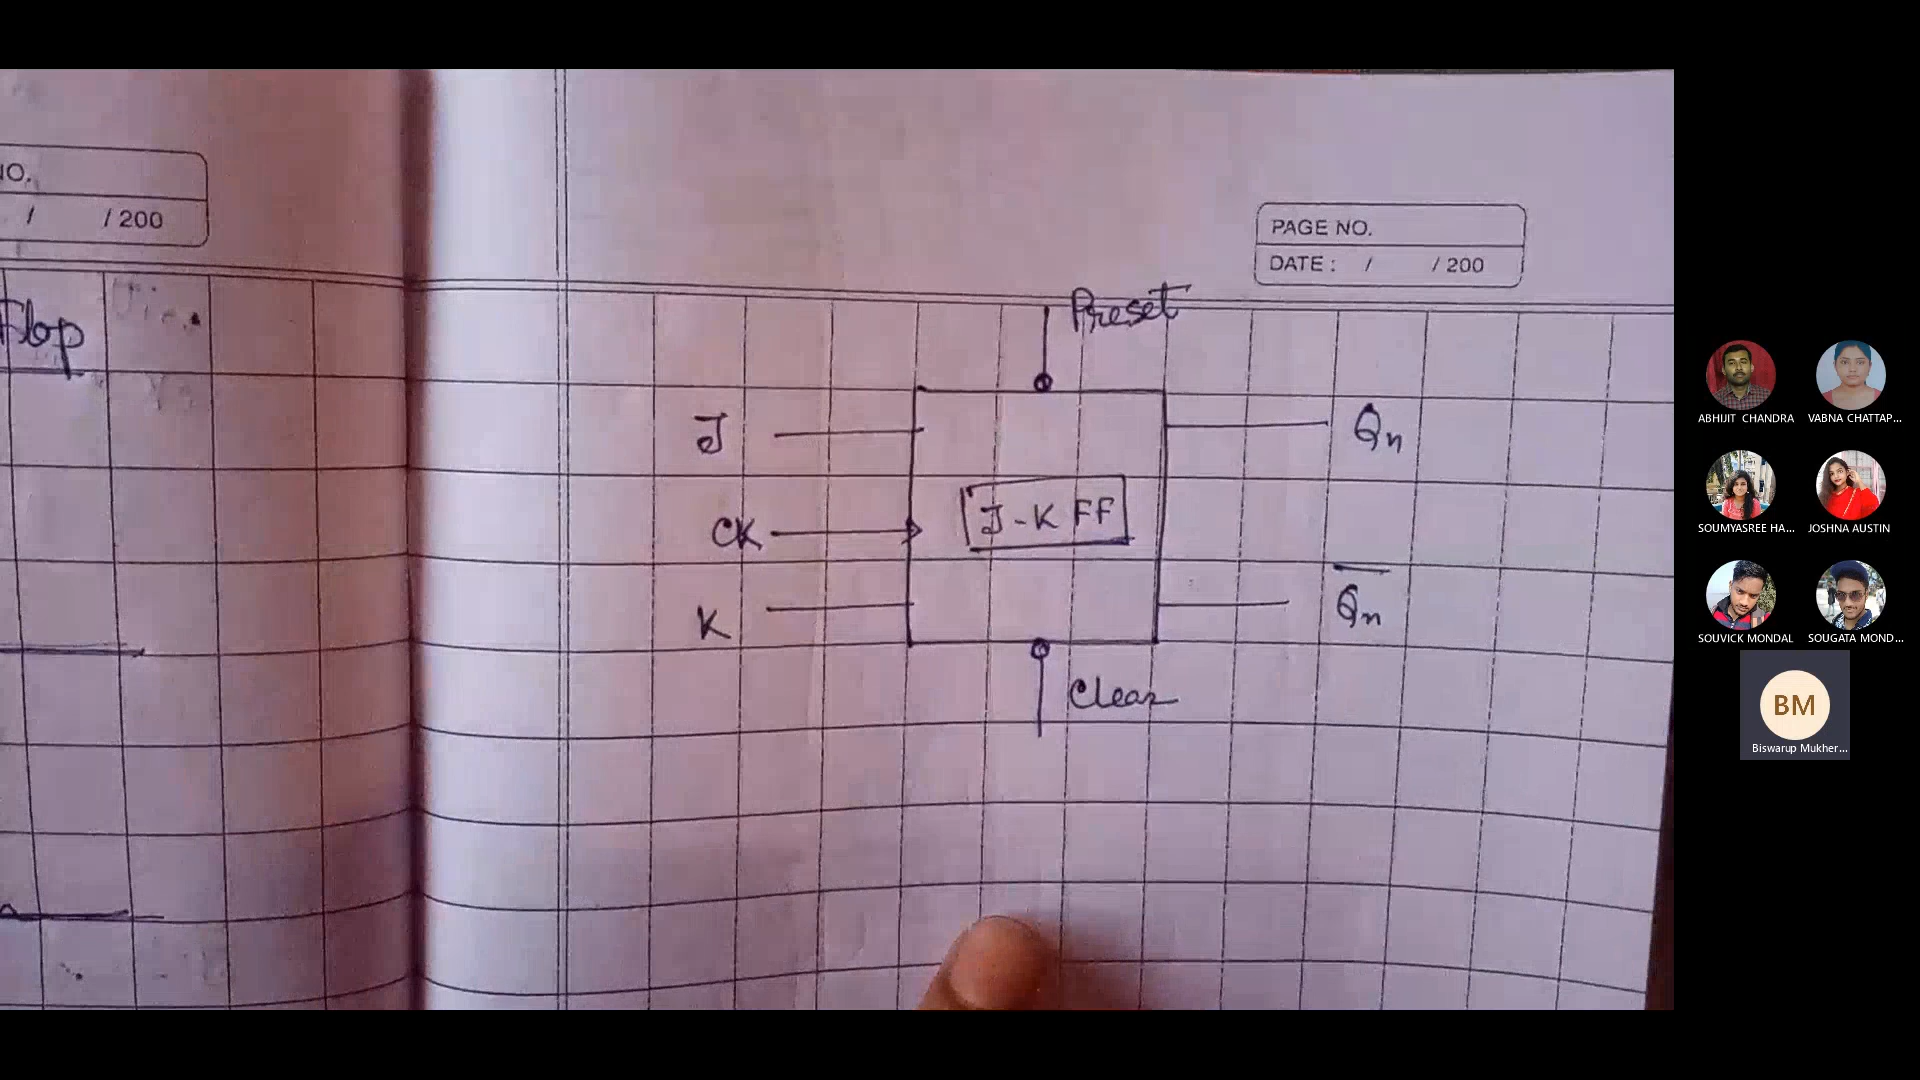 NO.
/ / 200
Flop
PAGE NO.
DATE : / / 200
Preset
J
Qn
CK
J-K FF
K
Q̅n̅
Clear
ABHIJIT CHANDRA
VABNA CHATTAP...
SOUMYASREE HA...
JOSHNA AUSTIN
SOUVICK MONDAL
SOUGATA MOND...
BM
Biswarup Mukher...